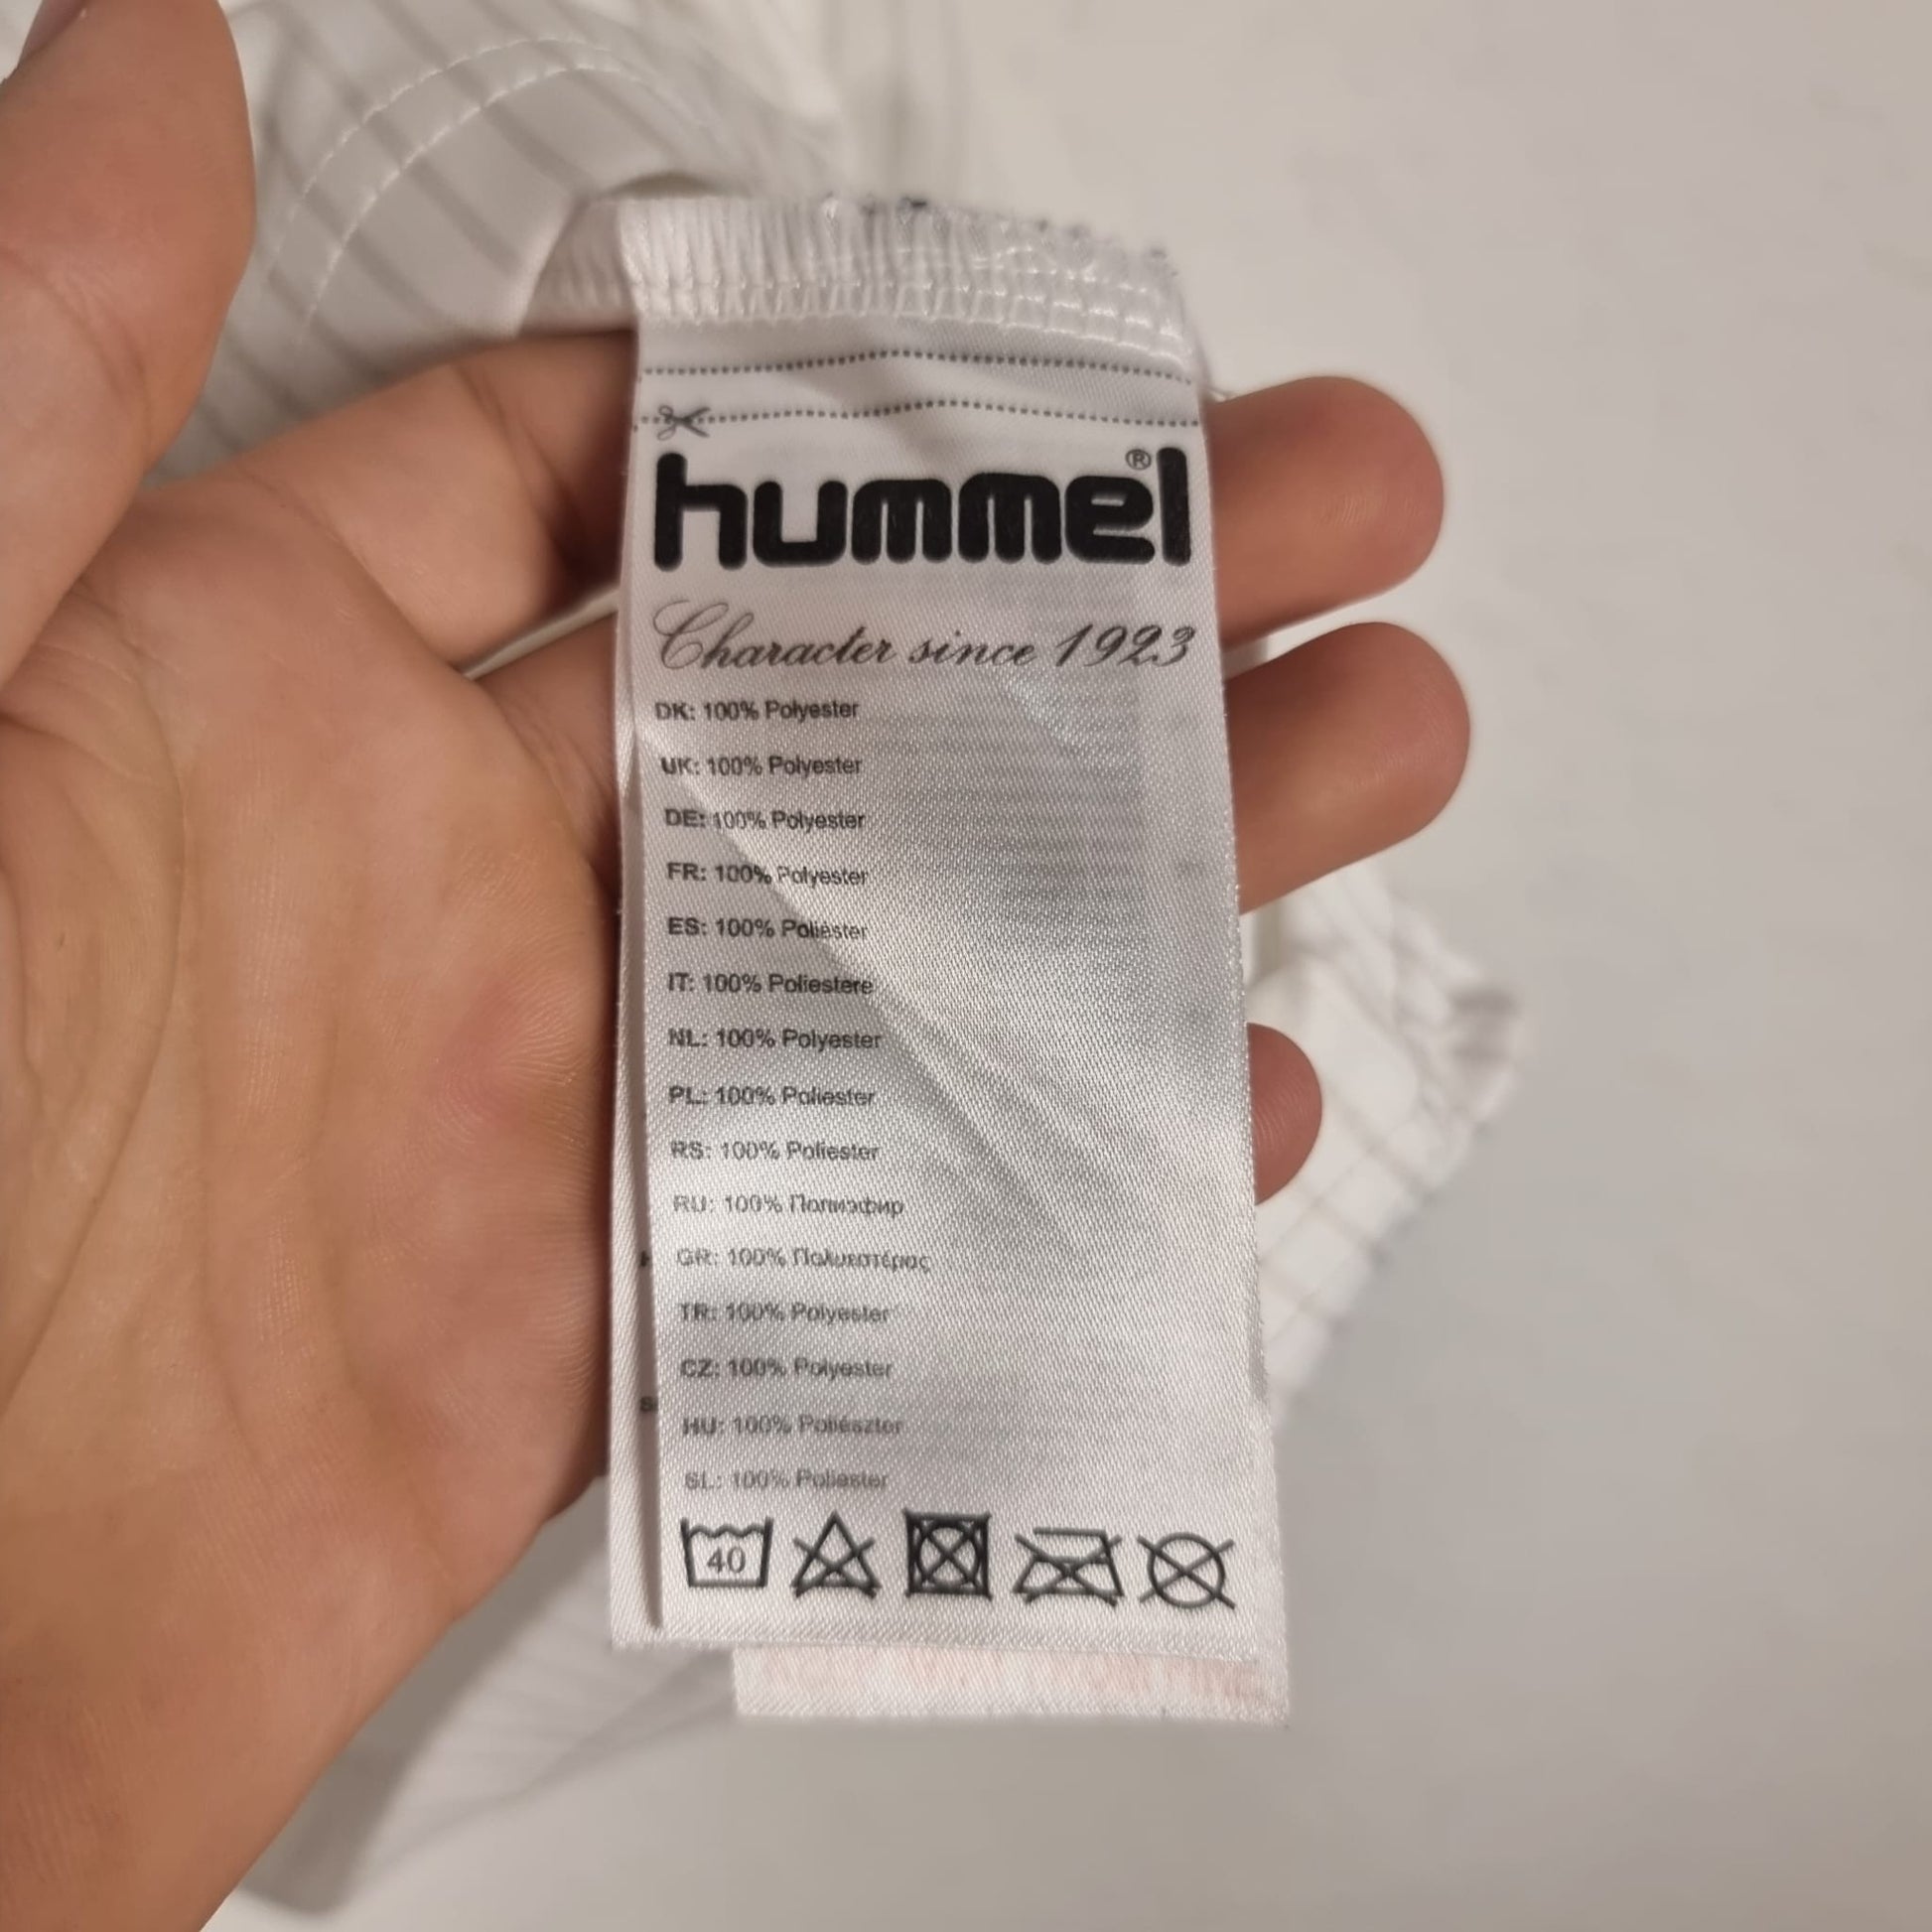 hummel®
Character since 1923
DK: 100% Polyester
UK: 100% Polyester
DE: 100% Polyester
FR: 100% Polyester
ES: 100% Poliéster
IT: 100% Poliestere
NL: 100% Polyester
PL: 100% Poliester
RS: 100% Poliester
RU: 100% Полиэфир
GR: 100% Πολυεστέρας
TR: 100% Polyester
CZ: 100% Polyester
HU: 100% Poliészter
SL: 100% Poliester
40